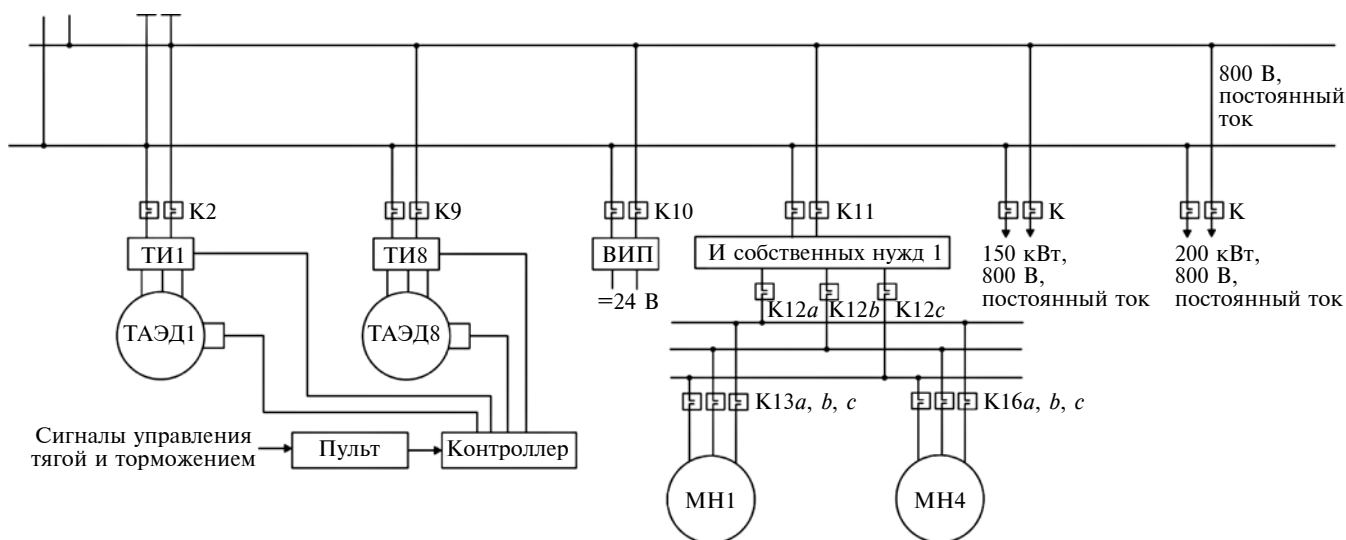 800 В,
постоянный
ток
К2
К9
К10
К11
К
К
ТИ1
ТИ8
ВИП
И собственных нужд 1
150 кВт,
800 В,
постоянный ток
200 кВт,
800 В,
постоянный ток
=24 В
К12a
К12b
К12c
ТАЭД1
ТАЭД8
К13a, b, c
К16a, b, c
Сигналы управления
тягой и торможением
Пульт
Контроллер
МН1
МН4